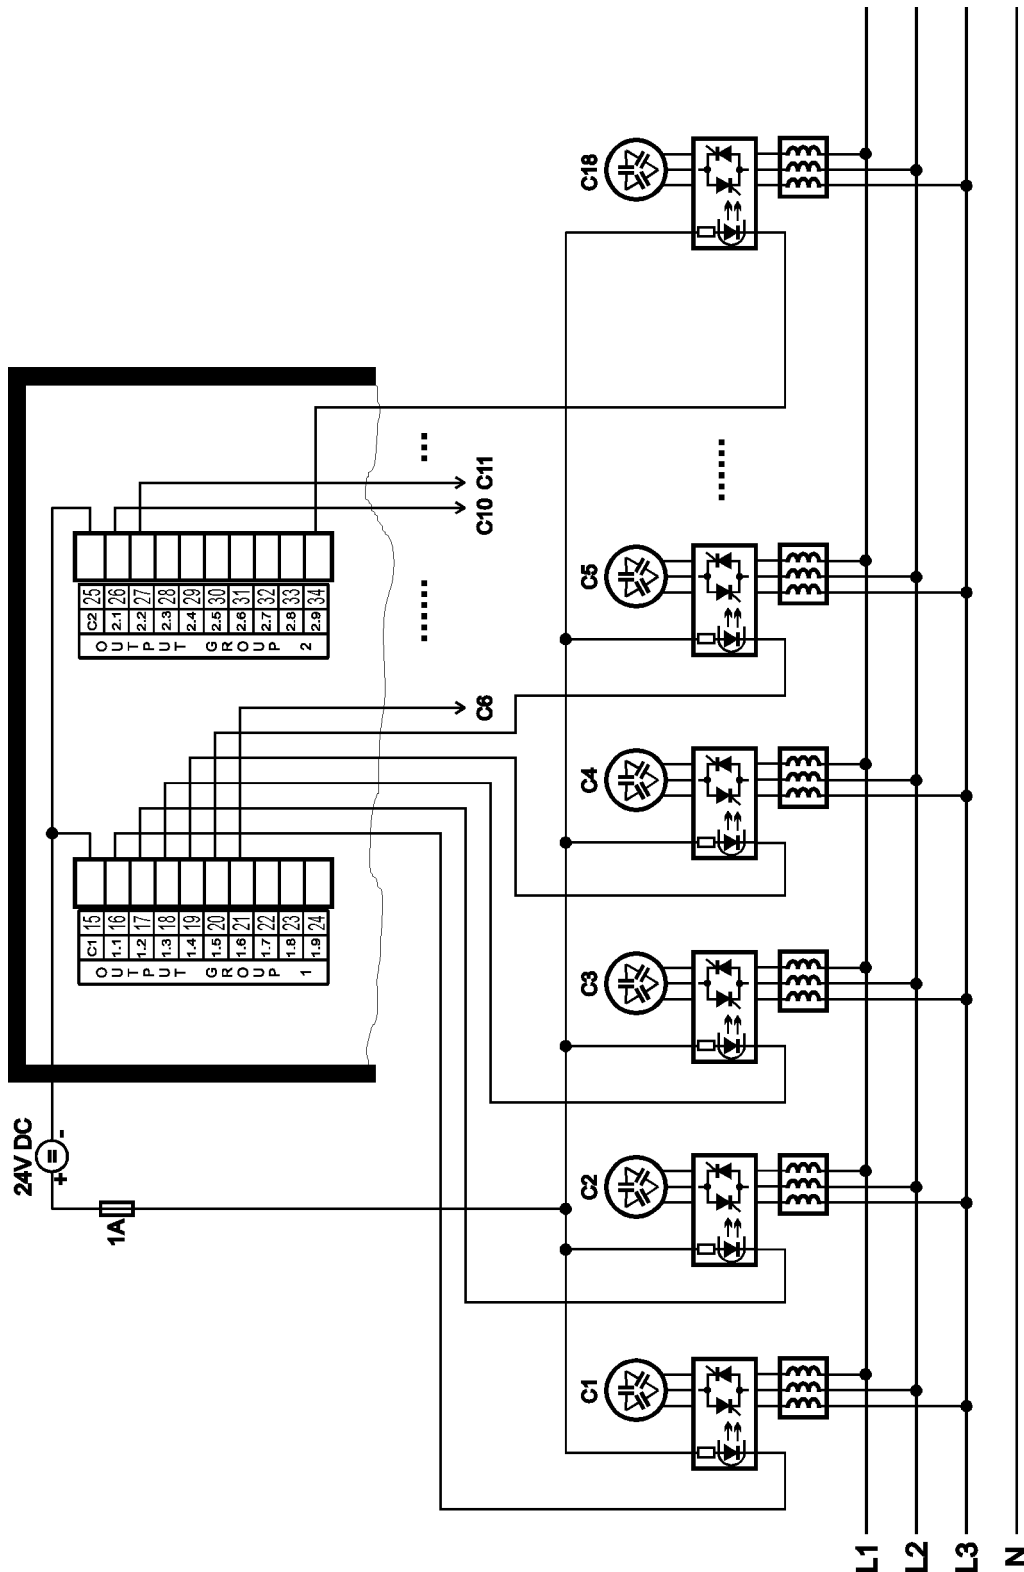 24V DC
+ = -
1A
C1 1.1 1.2 1.3 1.4 1.5 1.6 1.7 1.8 1.9
15 16 17 18 19 20 21 22 23 24
OUTPUT GROUP 1
C2 2.1 2.2 2.3 2.4 2.5 2.6 2.7 2.8 2.9
25 26 27 28 29 30 31 32 33 34
OUTPUT GROUP 2
C6
......
C10 C11
...
C1
C2
C3
C4
C5
......
C18
L1
L2
L3
N